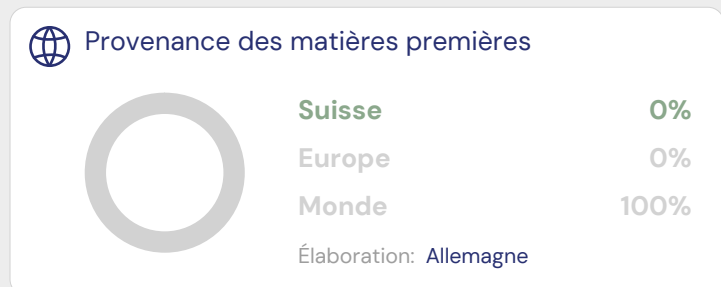 Provenance des matières premières
Suisse 0%
Europe 0%
Monde 100%
Élaboration: Allemagne